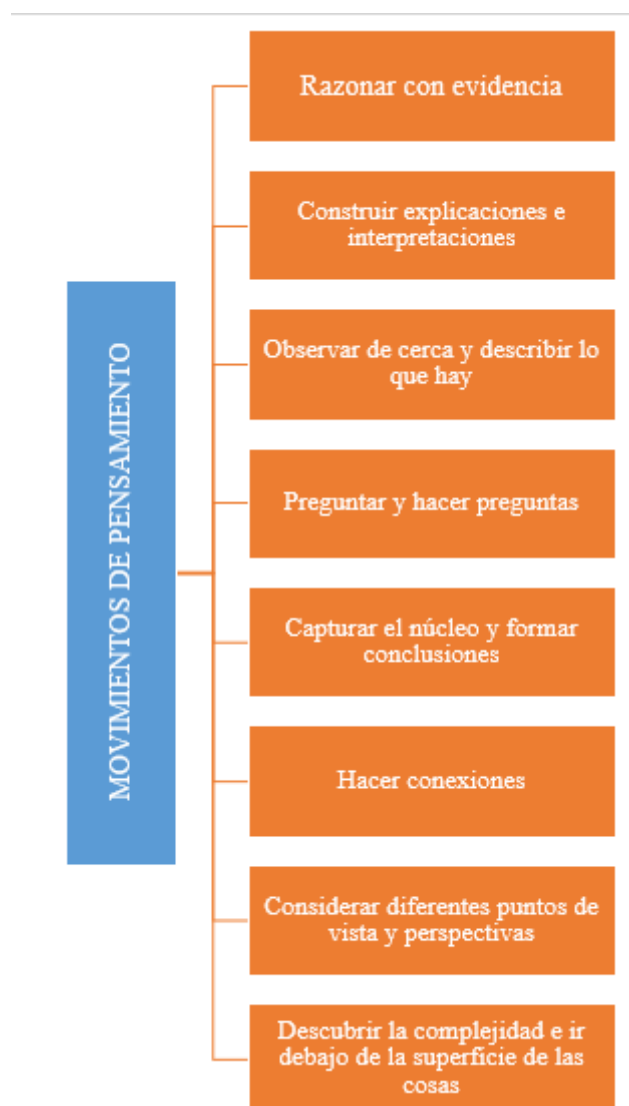 MOVIMIENTOS DE PENSAMIENTO
Razonar con evidencia
Construir explicaciones e
interpretaciones
Observar de cerca y describir lo
que hay
Preguntar y hacer preguntas
Capturar el núcleo y formar
conclusiones
Hacer conexiones
Considerar diferentes puntos de
vista y perspectivas
Descubrir la complejidad e ir
debajo de la superficie de las
cosas